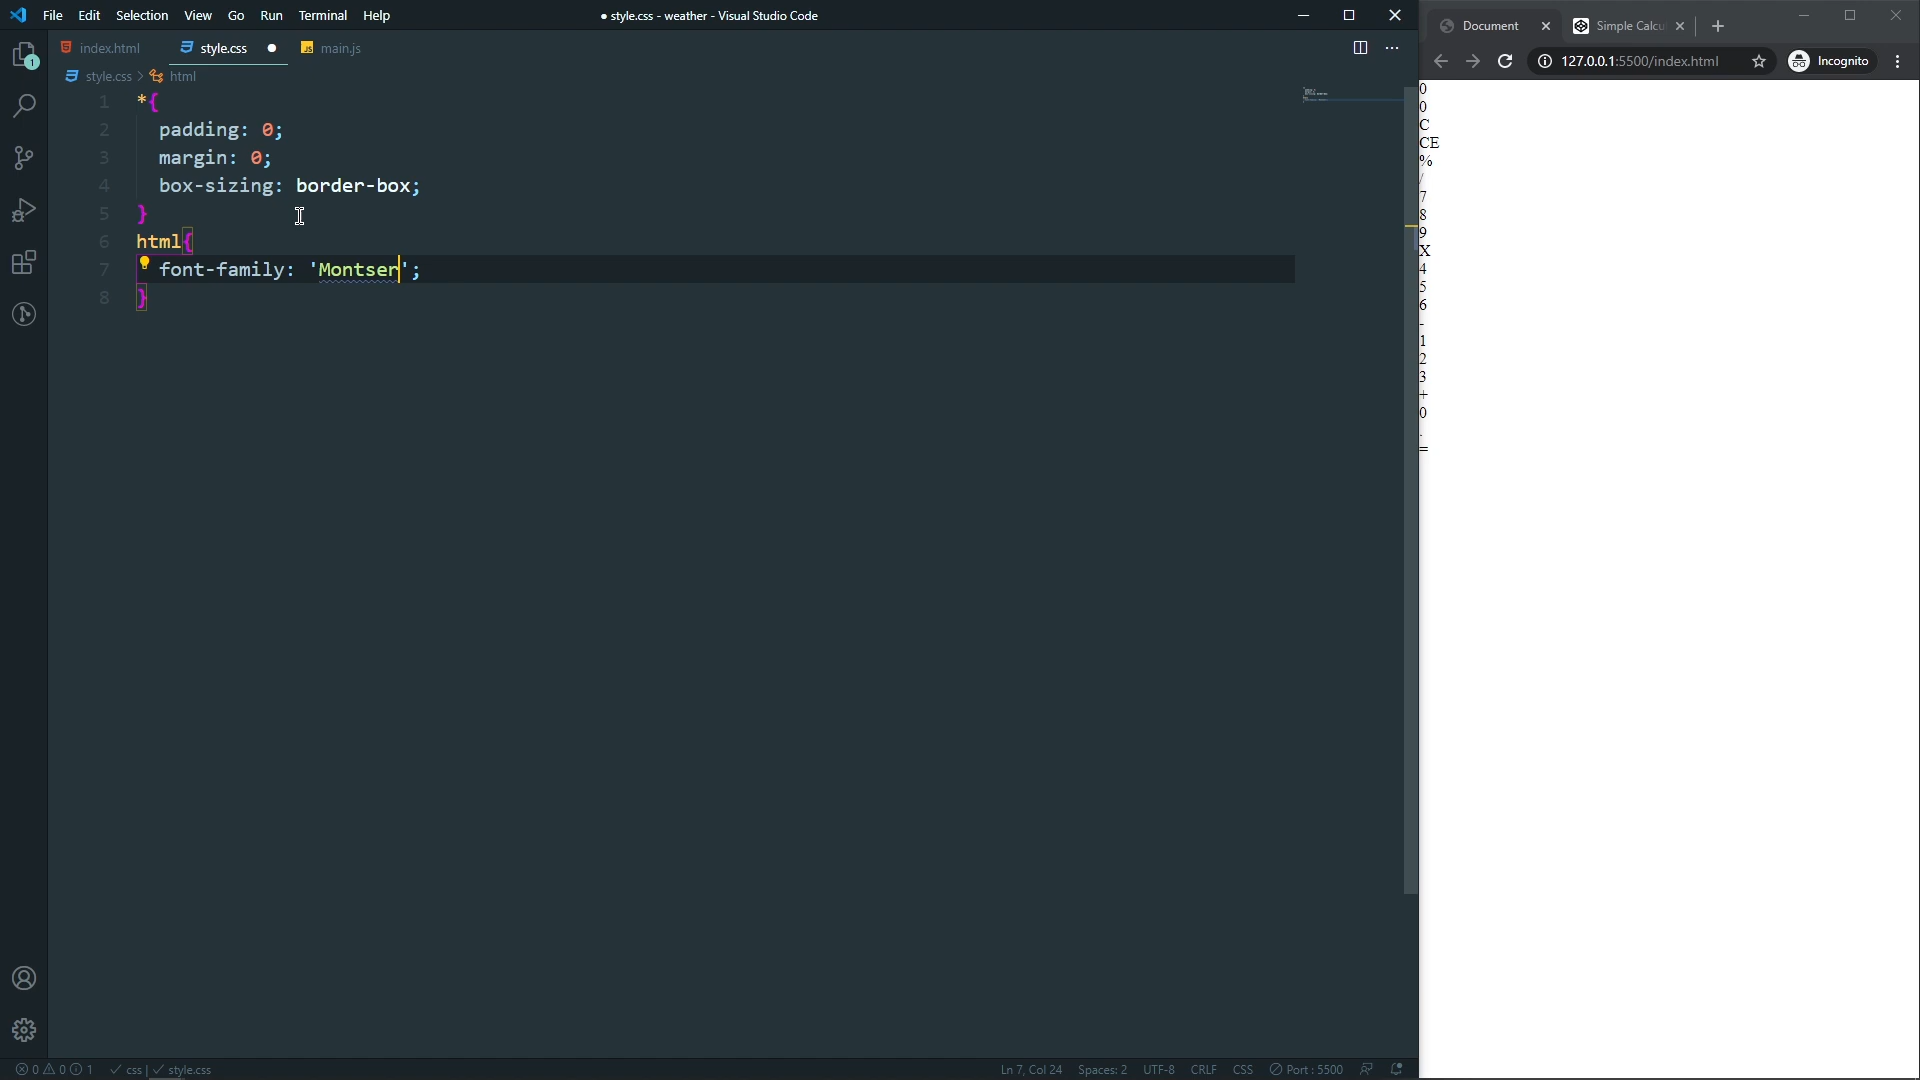 File Edit Selection View Go Run Terminal Help
● style.css - weather - Visual Studio Code
index.html style.css ● main.js
style.css > html
1 *{
2 padding: 0;
3 margin: 0;
4 box-sizing: border-box;
5 }
6 html{
7 font-family: 'Montser';
8 }
1
0 0 1 css | style.css
Ln 7, Col 24 Spaces: 2 UTF-8 CRLF CSS Port : 5500
Document Simple Calcu
127.0.0.1:5500/index.html Incognito
0
0
C
CE
%
/
7
8
9
X
4
5
6
-
1
2
3
+
0
.
=